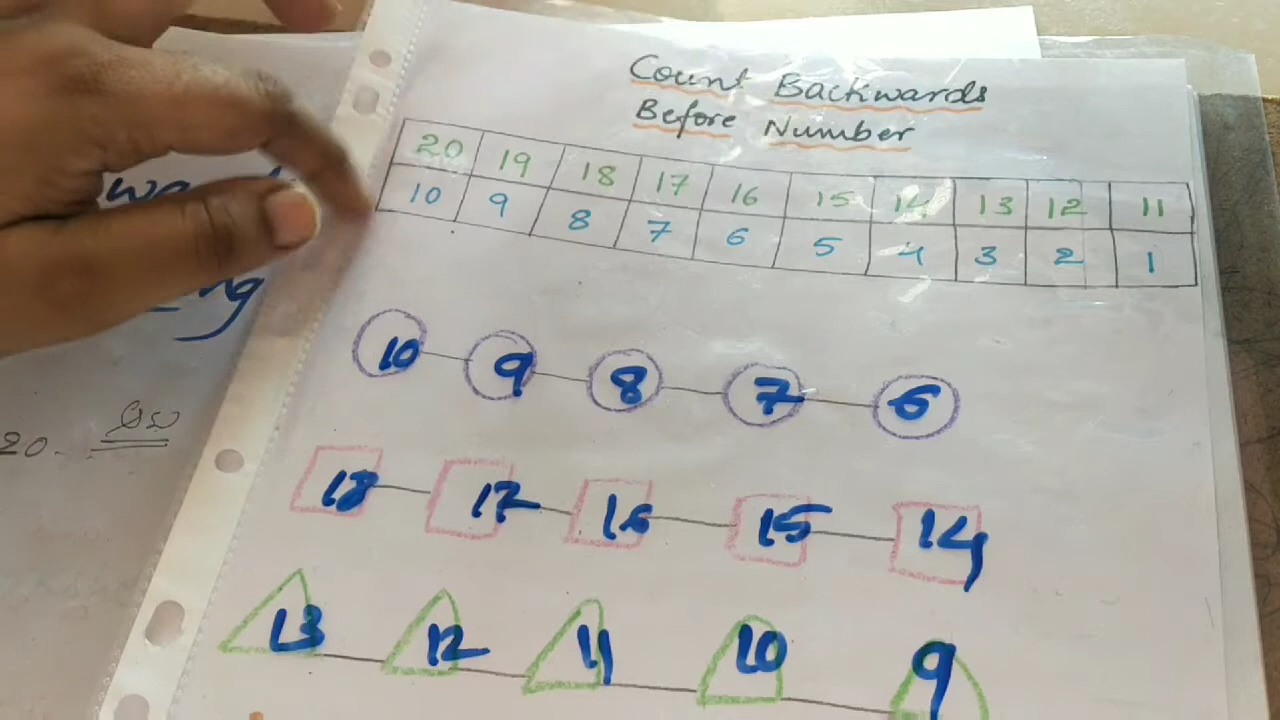 Count Backwards
Before Number
20 19 18 17 16 15 14 13 12 11
10 9 8 7 6 5 4 3 2 1
10 9 8 7 6
18 17 16 15 14
13 12 11 10 9
20.